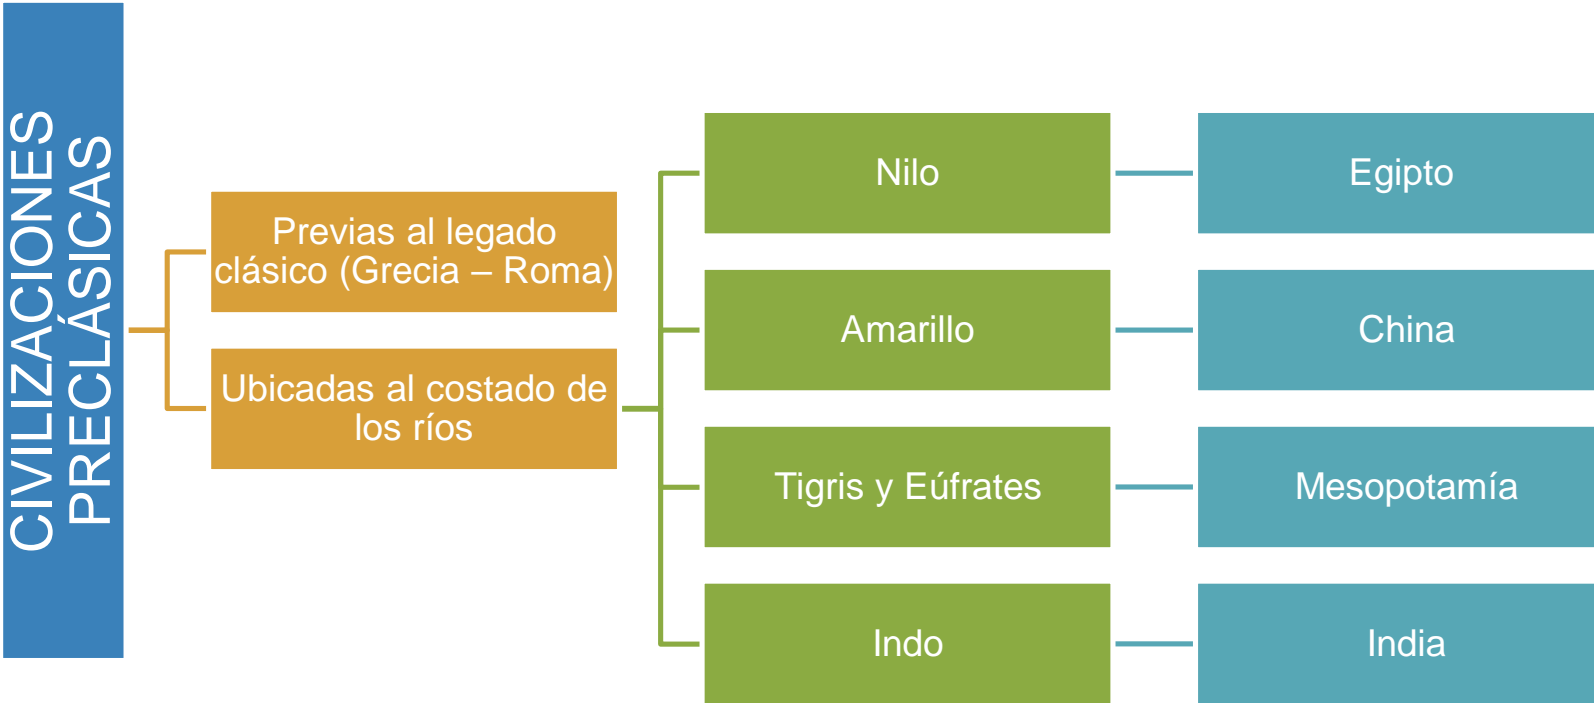 CIVILIZACIONES
PRECLÁSICAS
Previas al legado
clásico (Grecia – Roma)
Ubicadas al costado de
los ríos
Nilo
Egipto
Amarillo
China
Tigris y Eúfrates
Mesopotamía
Indo
India